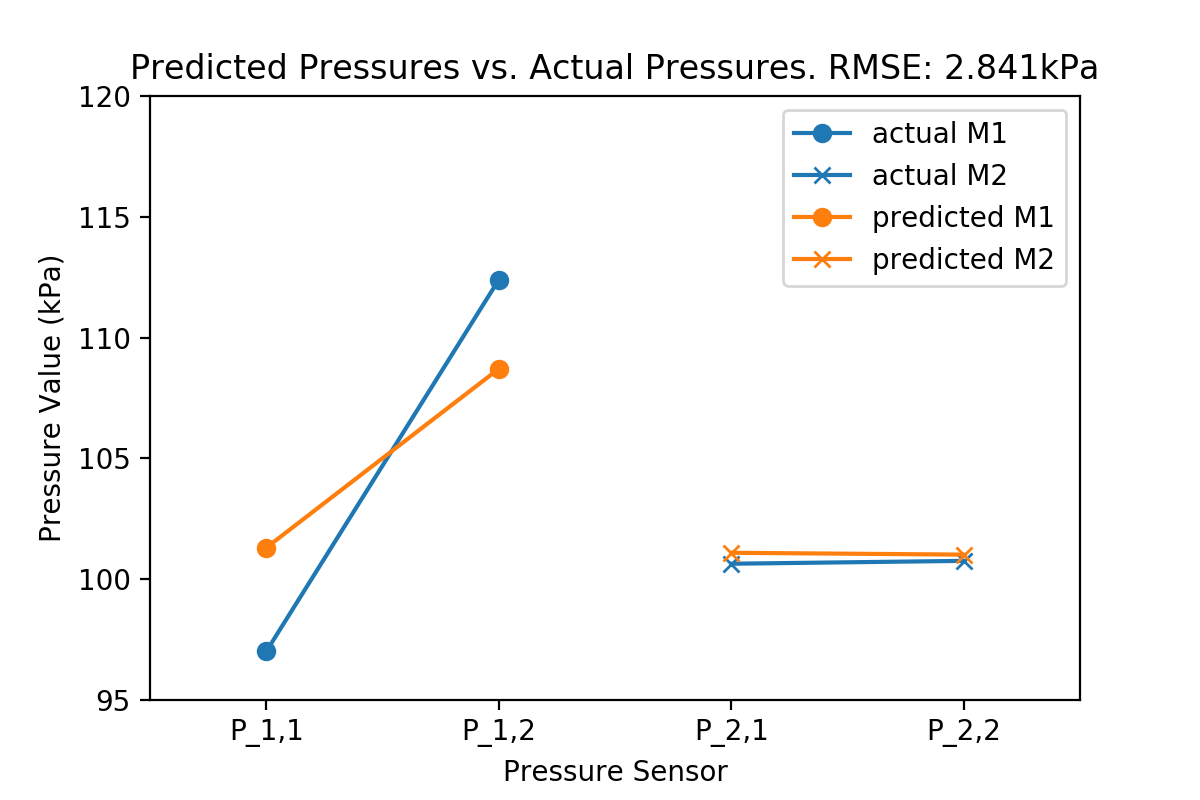 Predicted Pressures vs. Actual Pressures. RMSE: 2.841kPa
120
115
110
105
100
95
Pressure Value (kPa)
actual M1
actual M2
predicted M1
predicted M2
P_1,1
P_1,2
P_2,1
P_2,2
Pressure Sensor